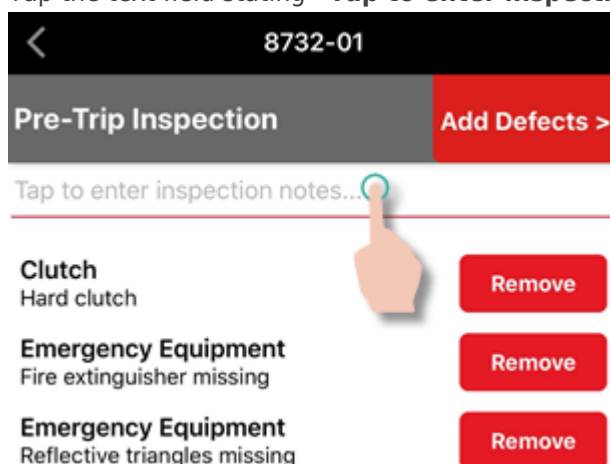 Tap the text field stating "Tap to enter inspecti
8732-01
Pre-Trip Inspection
Add Defects >
Tap to enter inspection notes...
Clutch
Hard clutch
Remove
Emergency Equipment
Fire extinguisher missing
Remove
Emergency Equipment
Reflective triangles missing
Remove